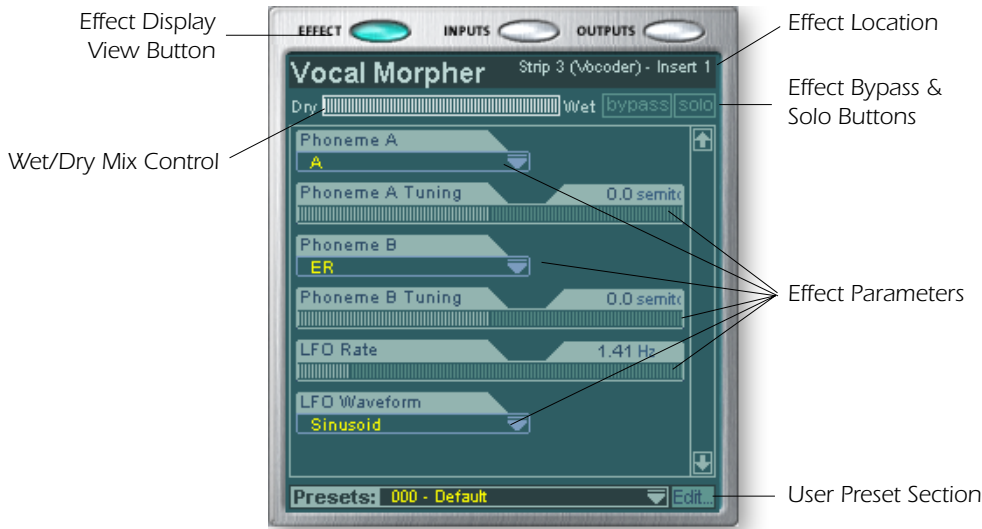 Effect Display
View Button
EFFECT
INPUTS
OUTPUTS
Effect Location
Vocal Morpher
Strip 3 (Vocoder) - Insert 1
Dry
Wet
bypass
solo
Effect Bypass &
Solo Buttons
Wet/Dry Mix Control
Phoneme A
A
Phoneme A Tuning
0.0 semito
Phoneme B
ER
Phoneme B Tuning
0.0 semito
Effect Parameters
LFO Rate
1.41 Hz
LFO Waveform
Sinusoid
Presets:
000 - Default
Edit...
User Preset Section